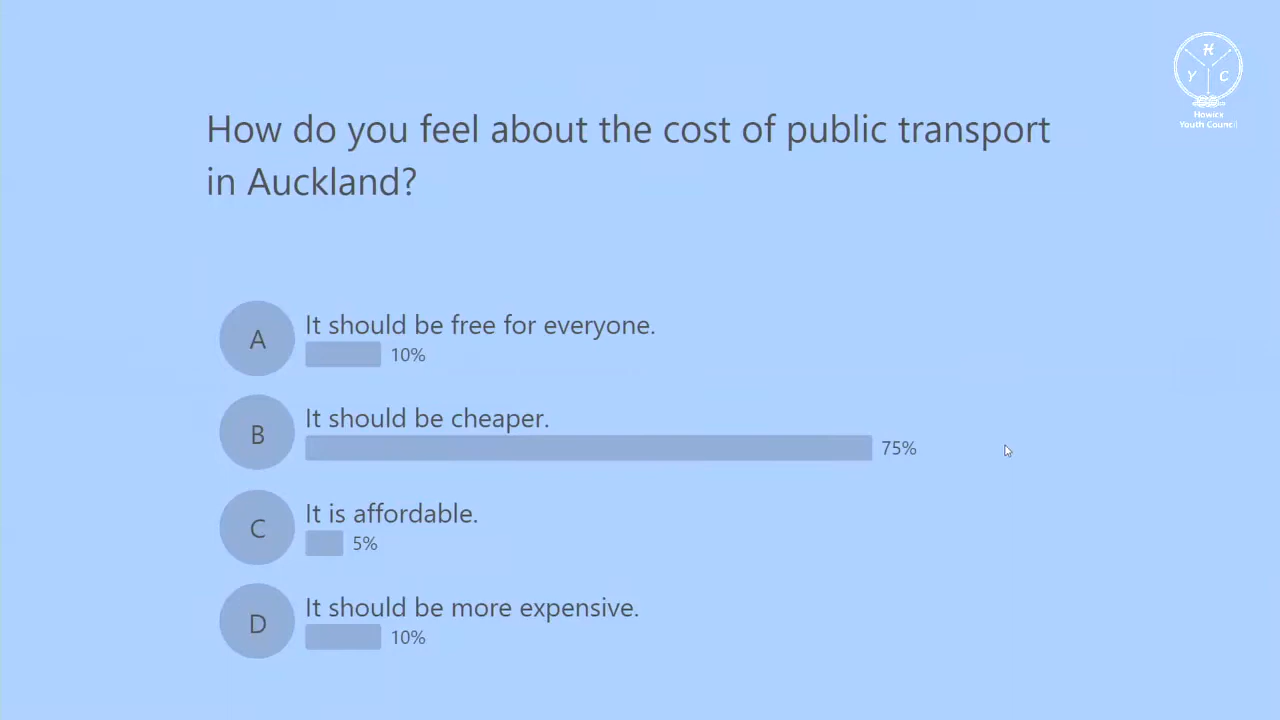 H
Y C
Howick
Youth Council
How do you feel about the cost of public transport
in Auckland?
A
It should be free for everyone.
10%
B
It should be cheaper.
75%
C
It is affordable.
5%
D
It should be more expensive.
10%